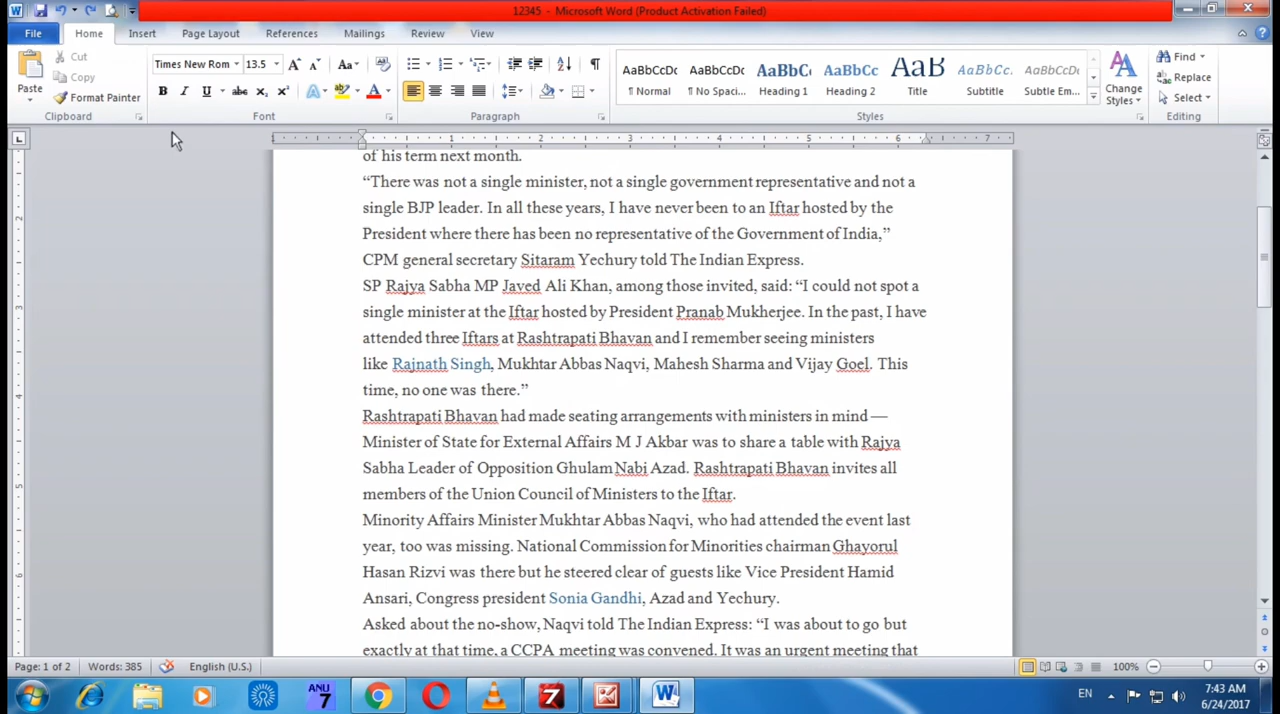 12345 - Microsoft Word (Product Activation Failed)
File Home Insert Page Layout References Mailings Review View
Paste Cut Copy Format Painter Clipboard
Times New Rom 13.5 Font
Paragraph
AaBbCcDc AaBbCcDc AaBbC AaBbCc AaB AaBbCc. AaBbCcDc
¶ Normal ¶ No Spaci... Heading 1 Heading 2 Title Subtitle Subtle Em...
Styles
Change Styles
Find Replace Select Editing
1 2 3 4 5 6 7
of his term next month.
“There was not a single minister, not a single government representative and not a
single BJP leader. In all these years, I have never been to an Iftar hosted by the
President where there has been no representative of the Government of India,”
CPM general secretary Sitaram Yechury told The Indian Express.
SP Rajya Sabha MP Javed Ali Khan, among those invited, said: “I could not spot a
single minister at the Iftar hosted by President Pranab Mukherjee. In the past, I have
attended three Iftars at Rashtrapati Bhavan and I remember seeing ministers
like Rajnath Singh, Mukhtar Abbas Naqvi, Mahesh Sharma and Vijay Goel. This
time, no one was there.”
Rashtrapati Bhavan had made seating arrangements with ministers in mind —
Minister of State for External Affairs M J Akbar was to share a table with Rajya
Sabha Leader of Opposition Ghulam Nabi Azad. Rashtrapati Bhavan invites all
members of the Union Council of Ministers to the Iftar.
Minority Affairs Minister Mukhtar Abbas Naqvi, who had attended the event last
year, too was missing. National Commission for Minorities chairman Ghayorul
Hasan Rizvi was there but he steered clear of guests like Vice President Hamid
Ansari, Congress president Sonia Gandhi, Azad and Yechury.
Asked about the no-show, Naqvi told The Indian Express: “I was about to go but
exactly at that time, a CCPA meeting was convened. It was an urgent meeting that
Page: 1 of 2 Words: 385 English (U.S.) 100%
ANU 7 EN 7:43 AM
6/24/2017